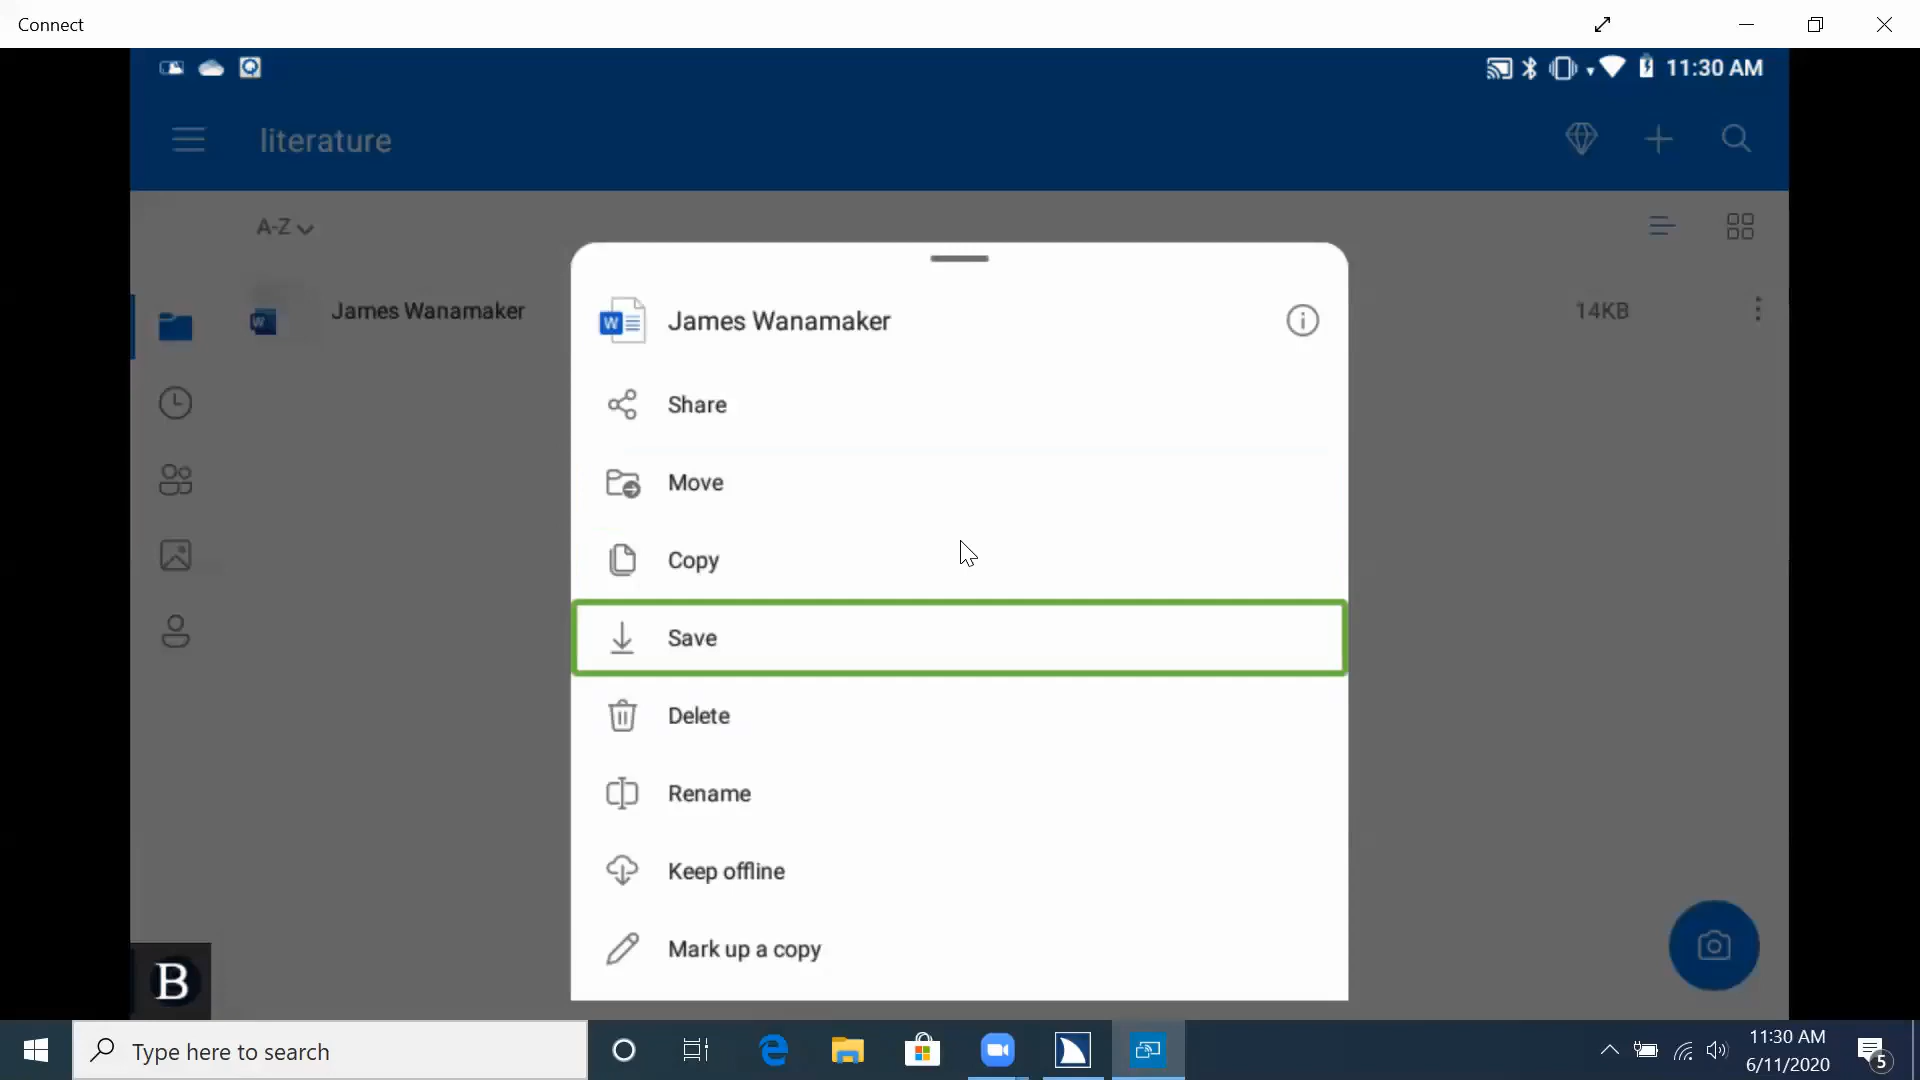 Connect
11:30 AM
literature
A-Z
James Wanamaker
14KB
W
W
James Wanamaker
Share
Move
Copy
Save
Delete
Rename
Keep offline
Mark up a copy
B
Type here to search
11:30 AM
6/11/2020
5